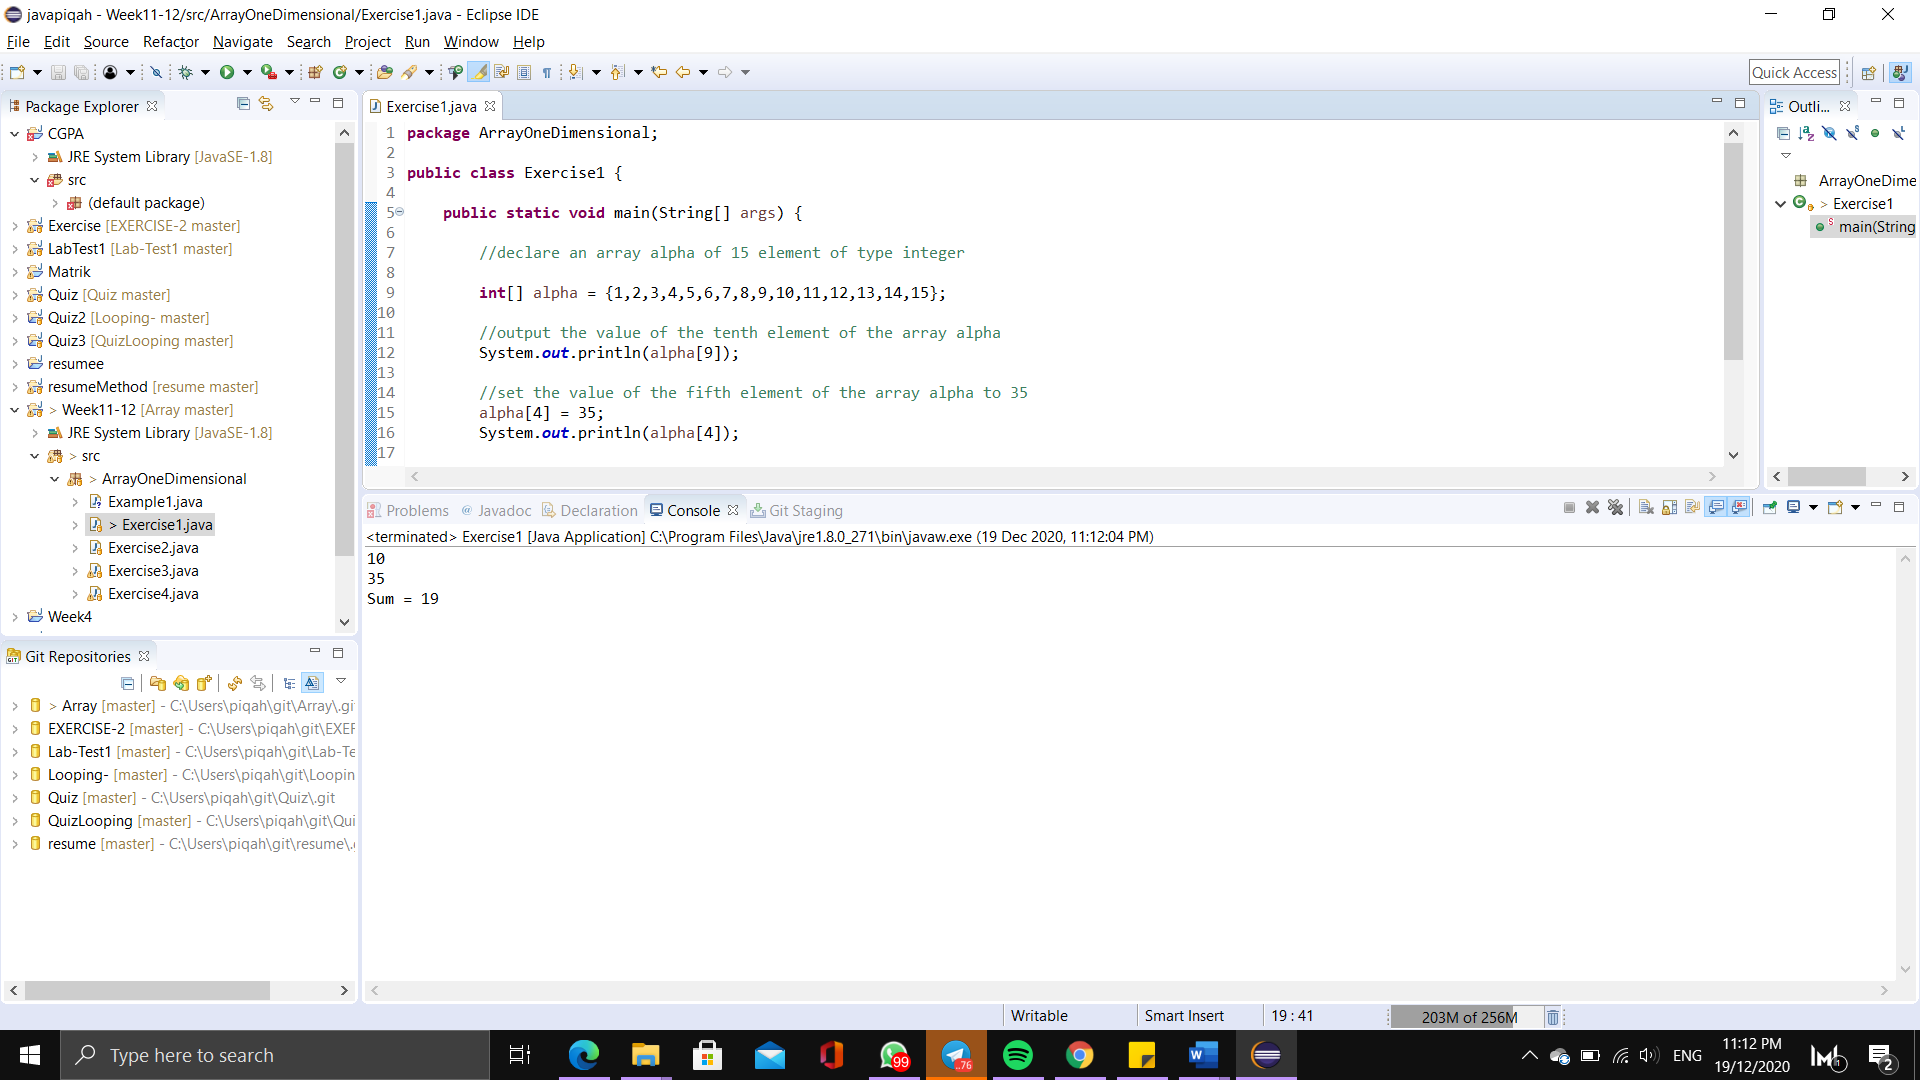 javapiqah - Week11-12/src/ArrayOneDimensional/Exercise1.java - Eclipse IDE
File Edit Source Refactor Navigate Search Project Run Window Help
Quick Access
Package Explorer
CGPA
JRE System Library [JavaSE-1.8]
src
(default package)
Exercise [EXERCISE-2 master]
LabTest1 [Lab-Test1 master]
Matrik
Quiz [Quiz master]
Quiz2 [Looping- master]
Quiz3 [QuizLooping master]
resumee
resumeMethod [resume master]
> Week11-12 [Array master]
JRE System Library [JavaSE-1.8]
> src
> ArrayOneDimensional
Example1.java
> Exercise1.java
Exercise2.java
Exercise3.java
Exercise4.java
Week4
Git Repositories
> Array [master] - C:\Users\piqah\git\Array\.gi
EXERCISE-2 [master] - C:\Users\piqah\git\EXER
Lab-Test1 [master] - C:\Users\piqah\git\Lab-Te
Looping- [master] - C:\Users\piqah\git\Loopin
Quiz [master] - C:\Users\piqah\git\Quiz\.git
QuizLooping [master] - C:\Users\piqah\git\Qui
resume [master] - C:\Users\piqah\git\resume\.
Exercise1.java
1 package ArrayOneDimensional;
2
3 public class Exercise1 {
4
5 public static void main(String[] args) {
6
7 //declare an array alpha of 15 element of type integer
8
9 int[] alpha = {1,2,3,4,5,6,7,8,9,10,11,12,13,14,15};
10
11 //output the value of the tenth element of the array alpha
12 System.out.println(alpha[9]);
13
14 //set the value of the fifth element of the array alpha to 35
15 alpha[4] = 35;
16 System.out.println(alpha[4]);
17
Outli...
ArrayOneDime
> Exercise1
main(String
Problems @ Javadoc Declaration Console Git Staging
<terminated> Exercise1 [Java Application] C:\Program Files\Java\jre1.8.0_271\bin\javaw.exe (19 Dec 2020, 11:12:04 PM)
10
35
Sum = 19
Writable Smart Insert 19 : 41 203M of 256M
Type here to search
99
..76
ENG
11:12 PM
19/12/2020
2